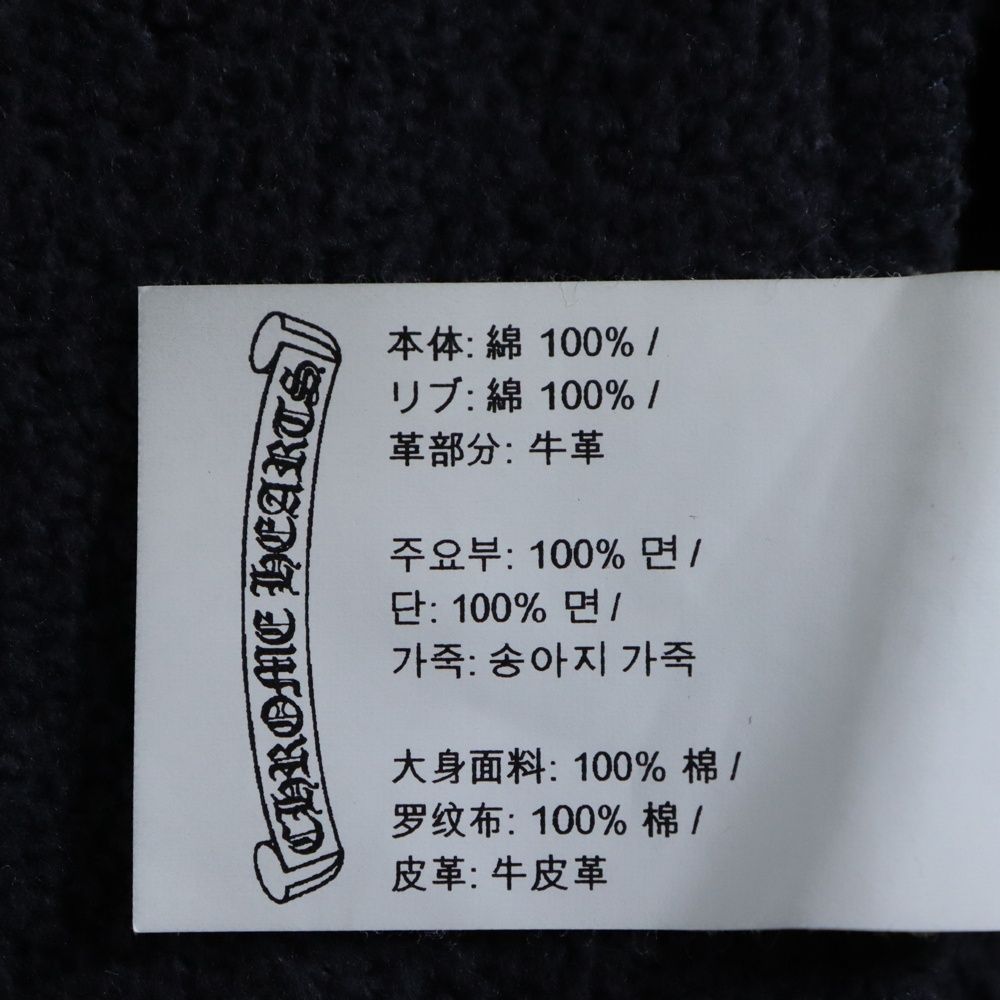 CHROME HEARTS
本体: 綿 100% /
リブ: 綿 100% /
革部分: 牛革
주요부: 100% 면 /
단: 100% 면 /
가죽: 송아지 가죽
大身面料: 100% 棉 /
罗纹布: 100% 棉 /
皮革: 牛皮革